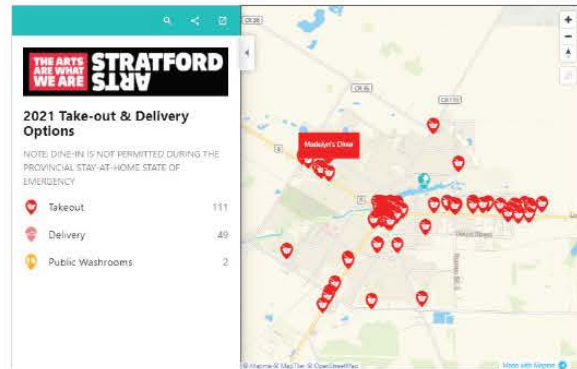 THE ARTS
ARE WHAT
WE ARE
STRATFORD
ARTS
2021 Take-out & Delivery
Options
NOTE: DINE-IN IS NOT PERMITTED DURING THE
PROVINCIAL STAY-AT-HOME STATE OF
EMERGENCY
Takeout 111
Delivery 49
Public Washrooms 2
Madelyn's Diner
© Mapme © MapTiler © OpenStreetMap
Made with Mapme